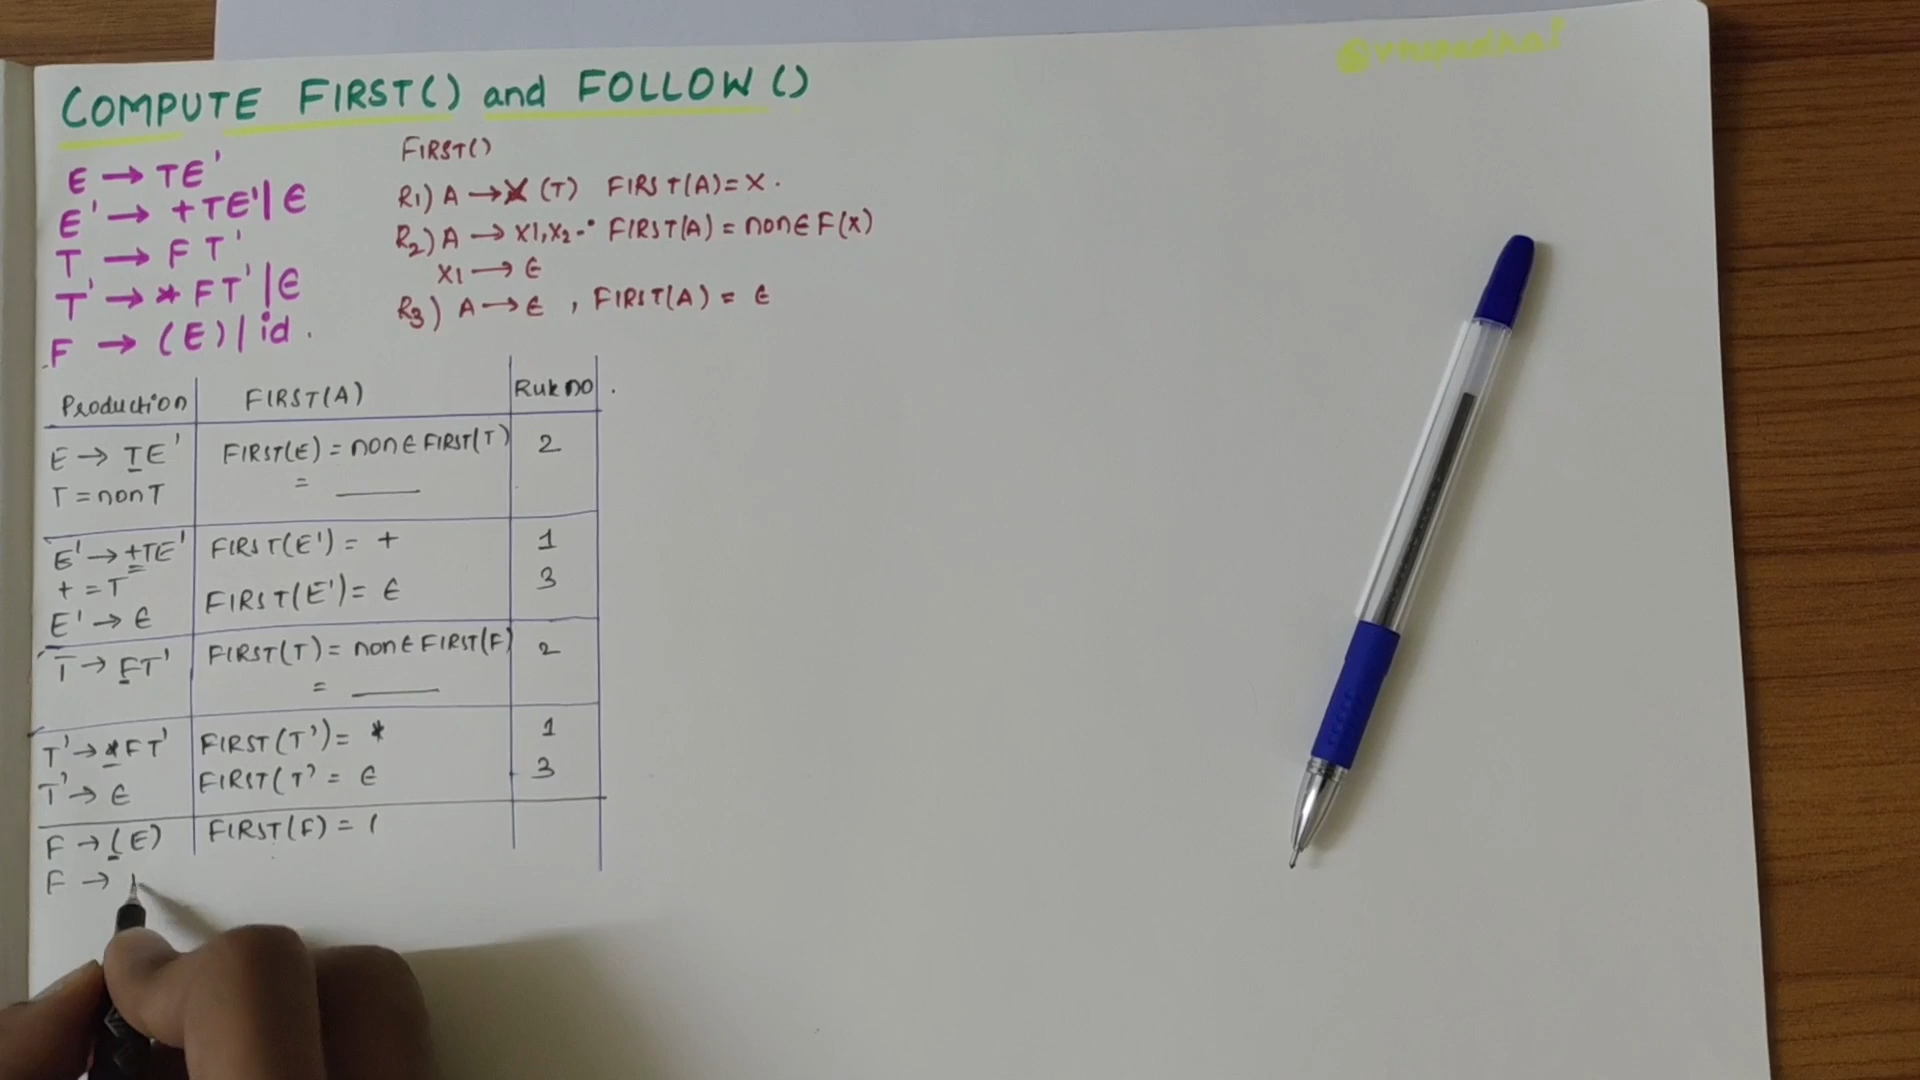 COMPUTE FIRST() and FOLLOW()
E → TE'
E' → +TE'|ϵ
T → FT'
T' → *FT'|ϵ
F → (E)|id.
FIRST()
R1) A → X (T) FIRST(A)=X.
R2) A → X1,X2-• FIRST(A) = nonϵ F(X)
X1 → ϵ
R3) A → ϵ, FIRST(A) = ϵ
Production FIRST(A) Rule no.
E → TE' FIRST(E) = nonϵ FIRST(T) 2
T = nonT = ______
E' → +TE' FIRST(E') = + 1
+ = T
E' → ϵ FIRST(E') = ϵ 3
T → FT' FIRST(T) = nonϵ FIRST(F) 2
= ______
T' → *FT' FIRST(T') = * 1
T' → ϵ FIRST(T' = ϵ 3
F → (E) FIRST(F) = (
F →